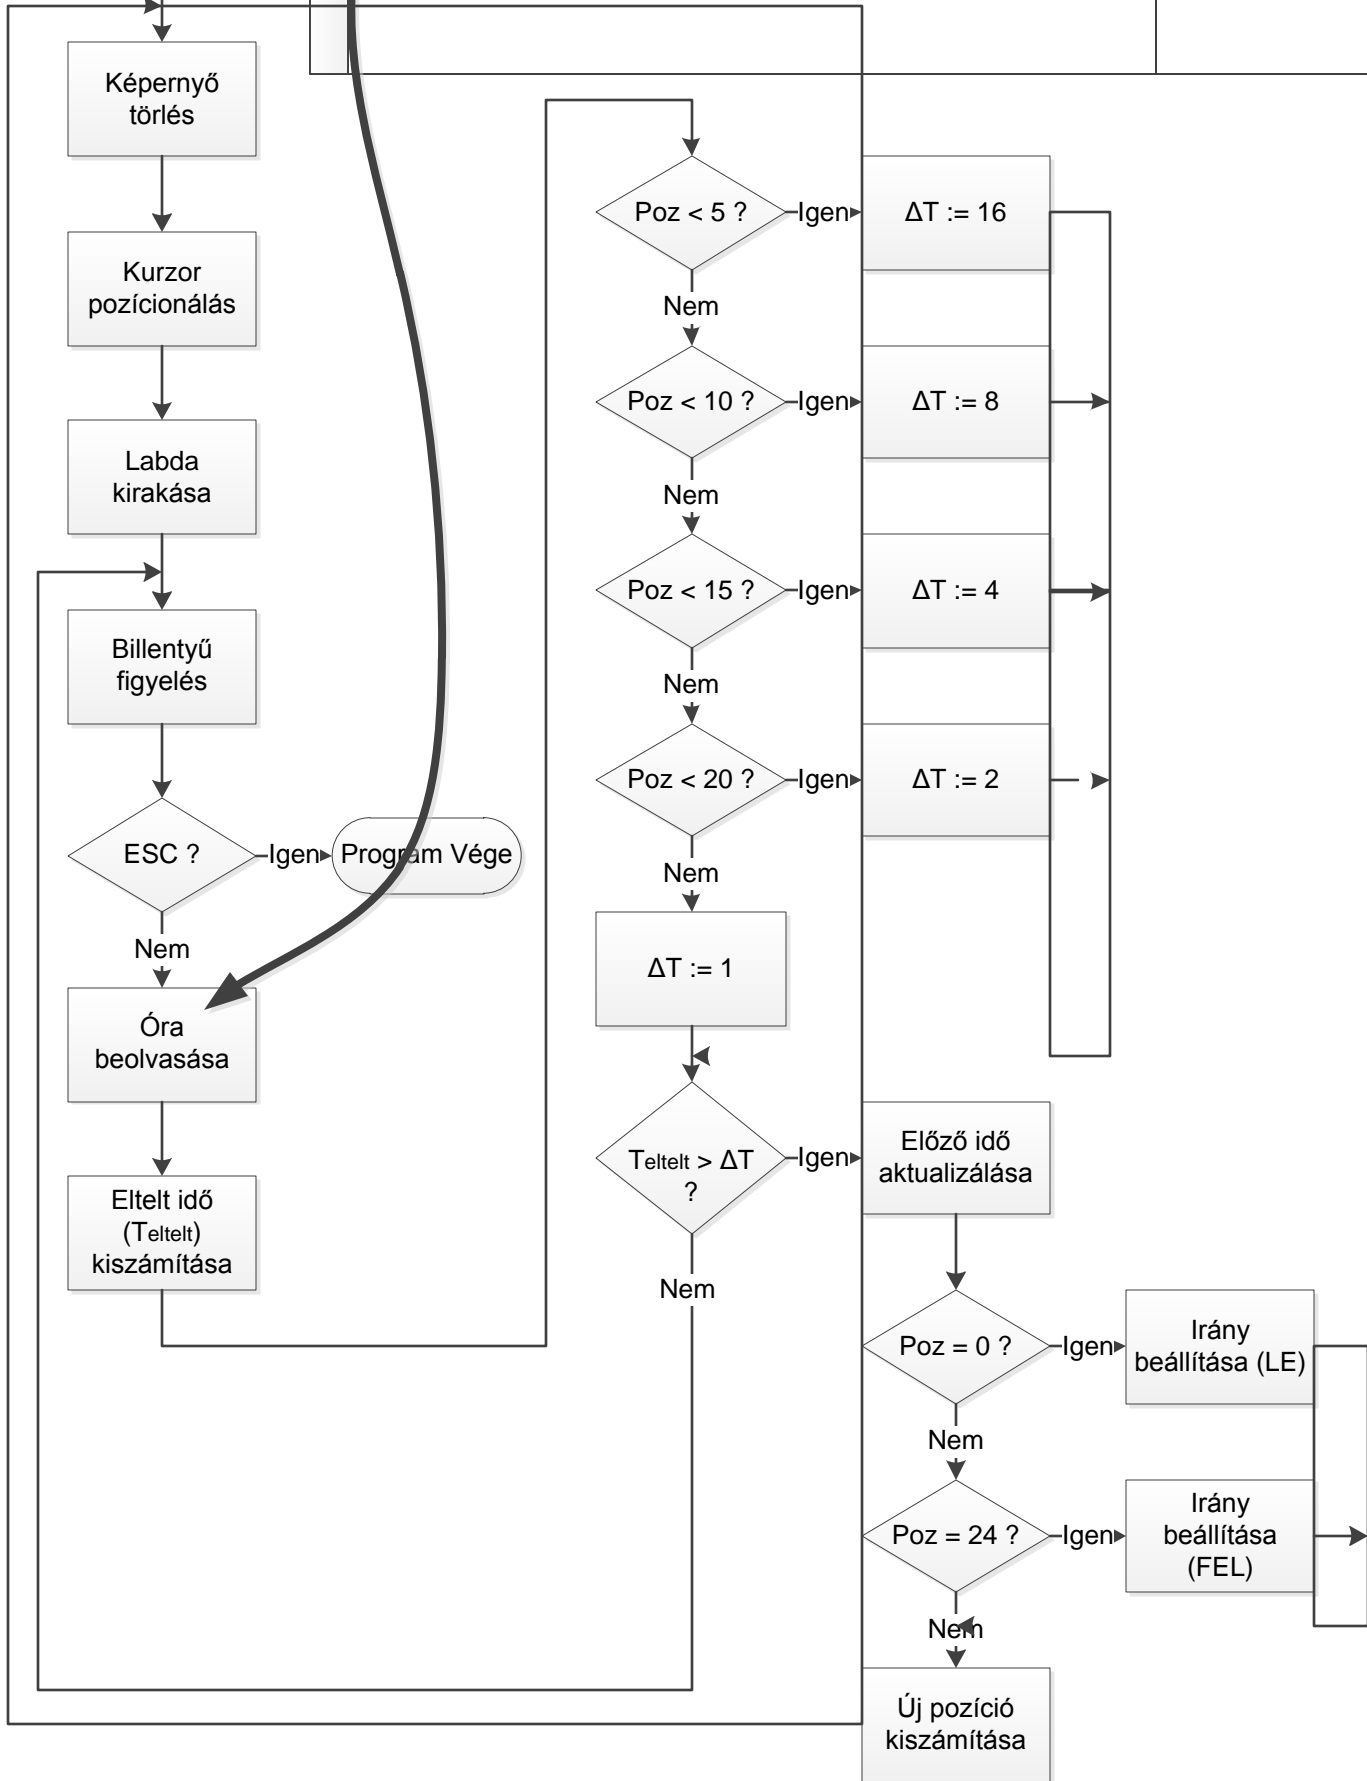 Képernyő
törlés
Kurzor
pozícionálás
Labda
kirakása
Billentyű
figyelés
ESC ?
Igen
Program Vége
Nem
Óra
beolvasása
Eltelt idő
(Teltelt)
kiszámítása
Poz < 5 ?
Igen
ΔT := 16
Nem
Poz < 10 ?
Igen
ΔT := 8
Nem
Poz < 15 ?
Igen
ΔT := 4
Nem
Poz < 20 ?
Igen
ΔT := 2
Nem
ΔT := 1
Teltelt > ΔT
?
Igen
Nem
Előző idő
aktualizálása
Poz = 0 ?
Igen
Irány
beállítása (LE)
Nem
Poz = 24 ?
Igen
Irány
beállítása
(FEL)
Nem
Új pozíció
kiszámítása